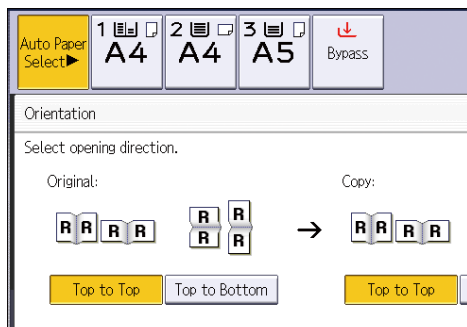 Auto Paper
Select►
1
A4
2
A4
3
A5
Bypass
Orientation
Select opening direction.
Original:
Copy:
R R R R
R R
R R
→
R R R R
Top to Top
Top to Bottom
Top to Top